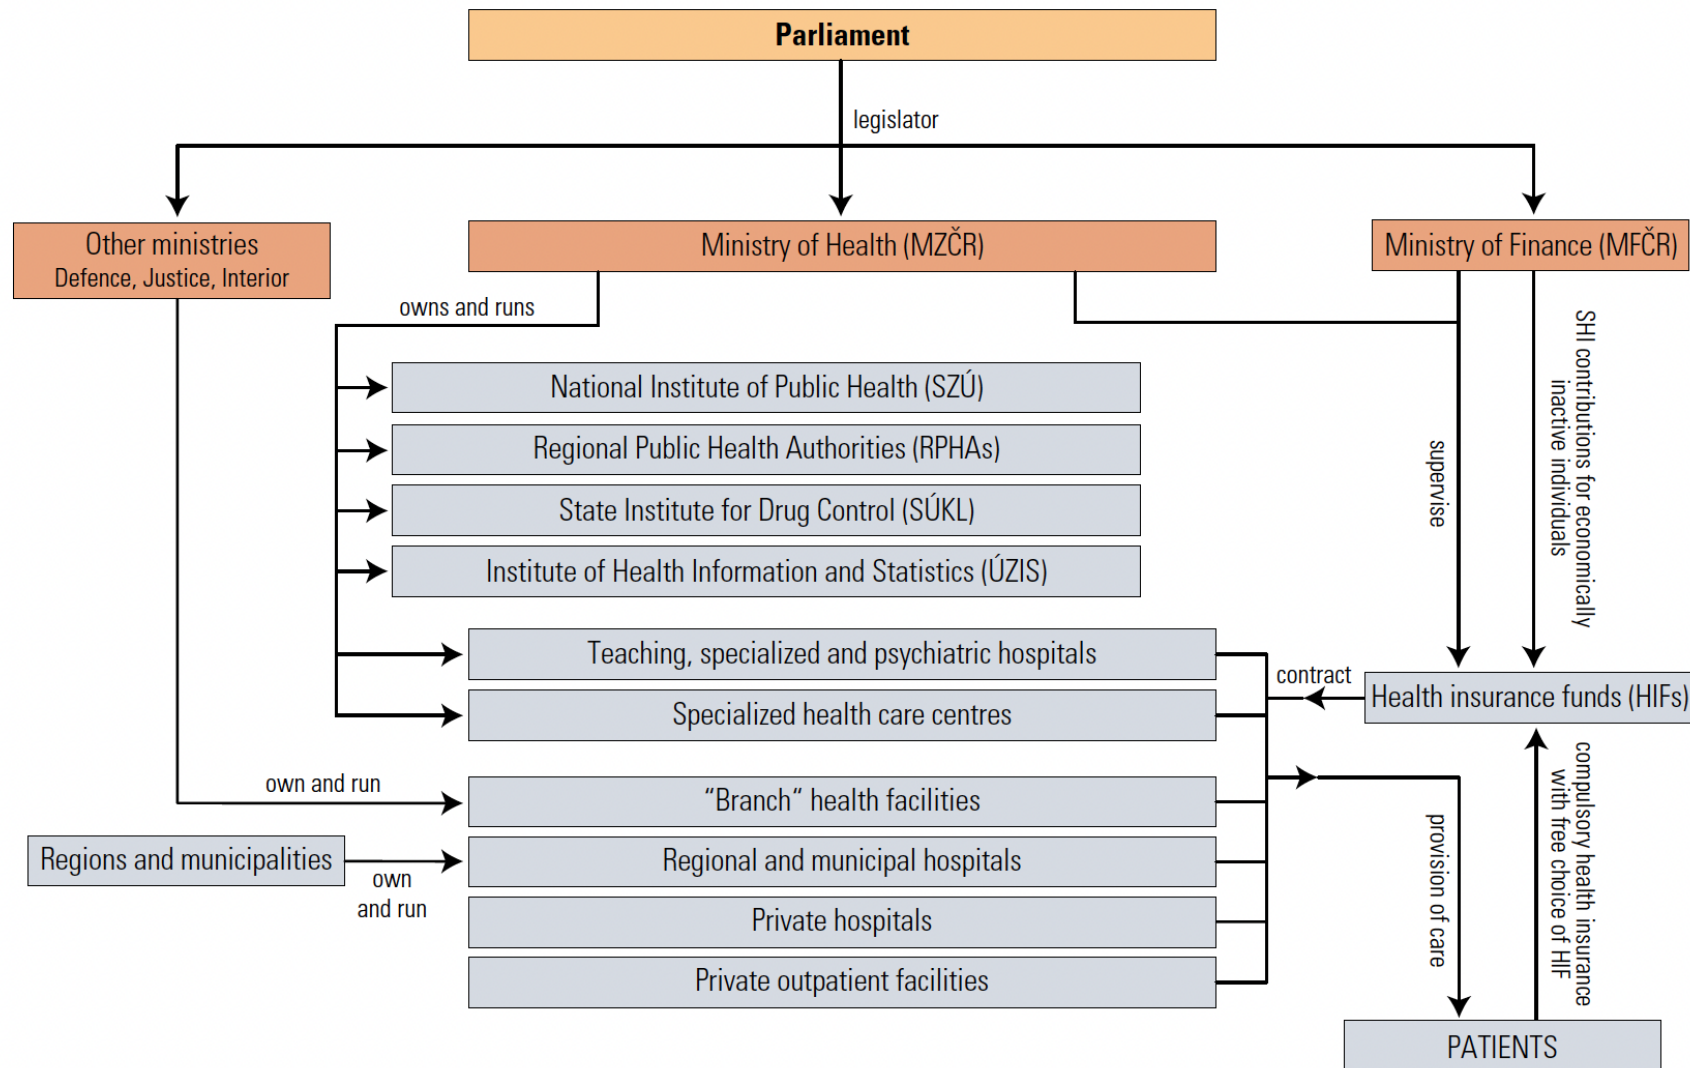 Parliament
legislator
Other ministries
Defence, Justice, Interior
Ministry of Health (MZČR)
Ministry of Finance (MFČR)
owns and runs
National Institute of Public Health (SZÚ)
Regional Public Health Authorities (RPHAs)
State Institute for Drug Control (SÚKL)
Institute of Health Information and Statistics (ÚZIS)
supervise
SHI contributions for economically
inactive individuals
Teaching, specialized and psychiatric hospitals
contract
Health insurance funds (HIFs)
Specialized health care centres
own and run
“Branch“ health facilities
Regions and municipalities
own
and run
Regional and municipal hospitals
Private hospitals
Private outpatient facilities
provision of care
compulsory health insurance
with free choice of HIF
PATIENTS